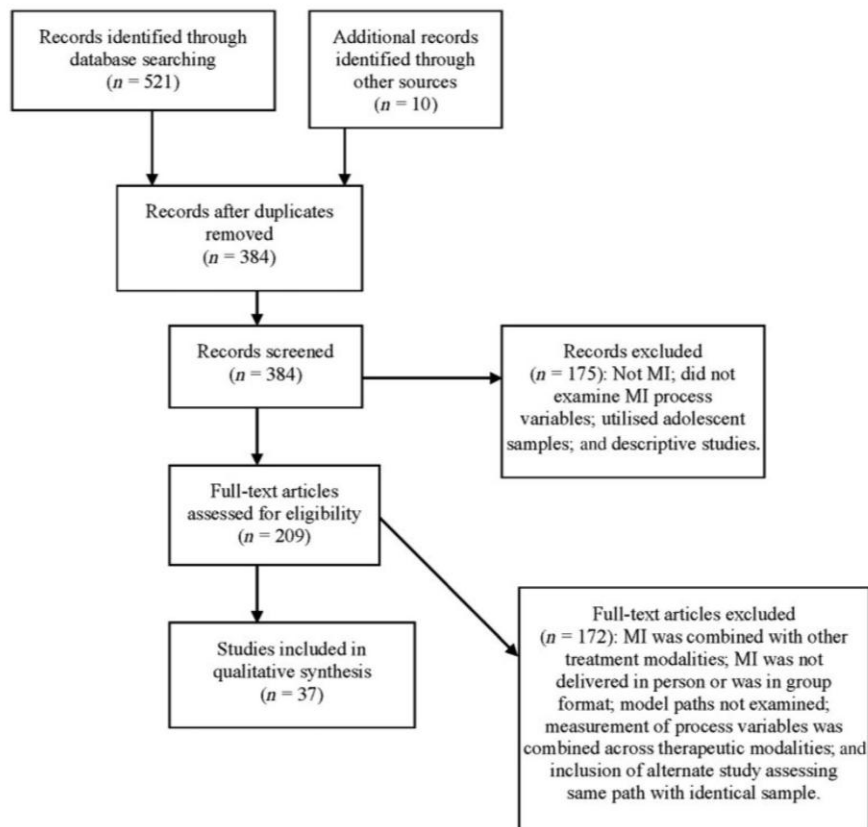 Records identified through
database searching
(n = 521)
Additional records
identified through
other sources
(n = 10)
Records after duplicates
removed
(n = 384)
Records screened
(n = 384)
Records excluded
(n = 175): Not MI; did not
examine MI process
variables; utilised adolescent
samples; and descriptive studies.
Full-text articles
assessed for eligibility
(n = 209)
Full-text articles excluded
(n = 172): MI was combined with other
treatment modalities; MI was not
delivered in person or was in group
format; model paths not examined;
measurement of process variables was
combined across therapeutic modalities; and
inclusion of alternate study assessing
same path with identical sample.
Studies included in
qualitative synthesis
(n = 37)